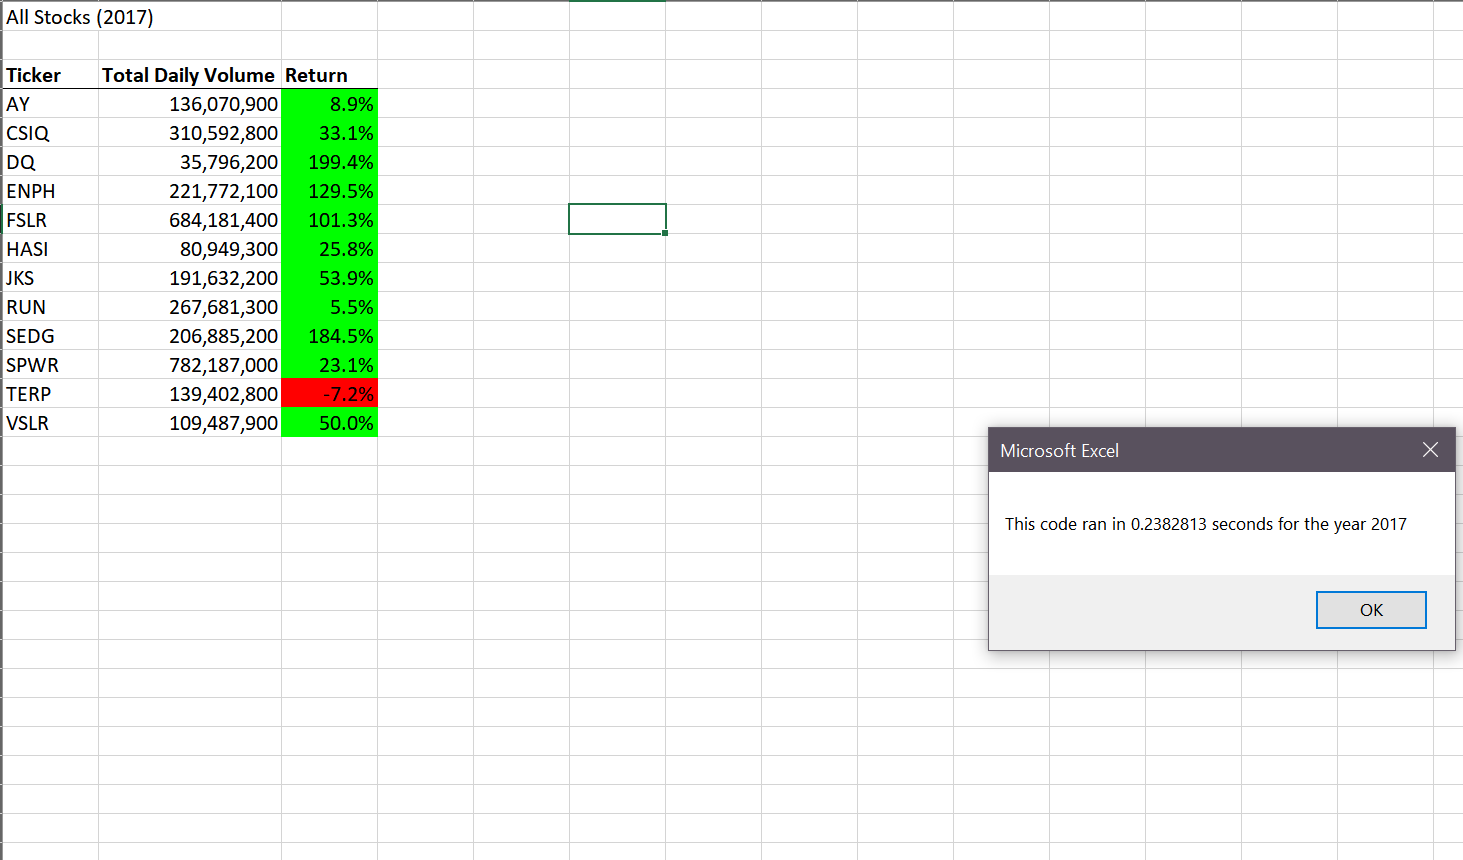 All Stocks (2017)
Ticker Total Daily Volume Return
AY 136,070,900 8.9%
CSIQ 310,592,800 33.1%
DQ 35,796,200 199.4%
ENPH 221,772,100 129.5%
FSLR 684,181,400 101.3%
HASI 80,949,300 25.8%
JKS 191,632,200 53.9%
RUN 267,681,300 5.5%
SEDG 206,885,200 184.5%
SPWR 782,187,000 23.1%
TERP 139,402,800 -7.2%
VSLR 109,487,900 50.0%
Microsoft Excel
This code ran in 0.2382813 seconds for the year 2017
OK